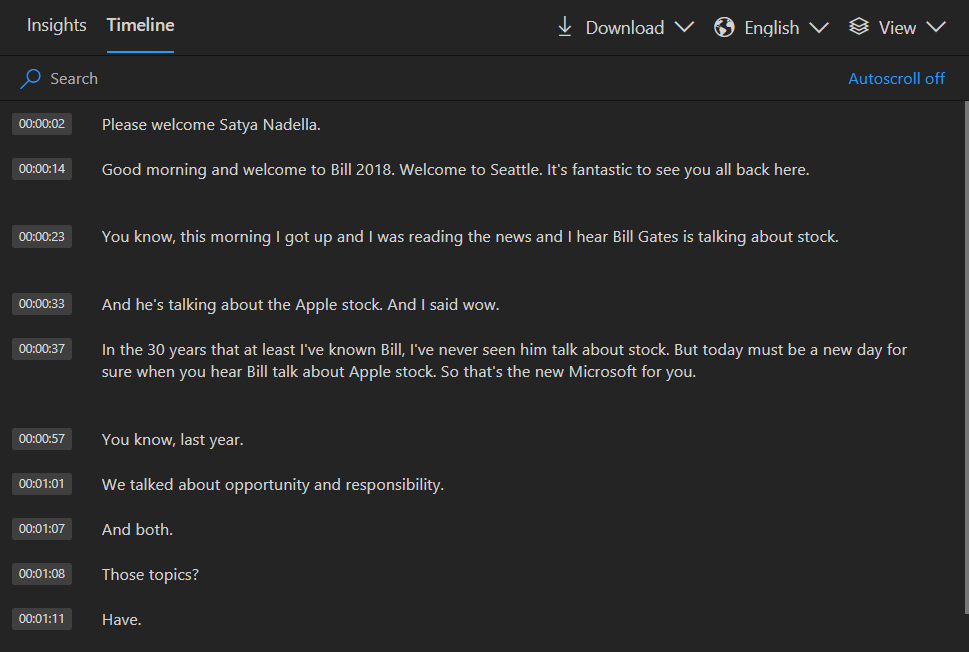 Insights Timeline Download English View
Search Autoscroll off
00:00:02 Please welcome Satya Nadella.
00:00:14 Good morning and welcome to Bill 2018. Welcome to Seattle. It's fantastic to see you all back here.
00:00:23 You know, this morning I got up and I was reading the news and I hear Bill Gates is talking about stock.
00:00:33 And he's talking about the Apple stock. And I said wow.
00:00:37 In the 30 years that at least I've known Bill, I've never seen him talk about stock. But today must be a new day for
sure when you hear Bill talk about Apple stock. So that's the new Microsoft for you.
00:00:57 You know, last year.
00:01:01 We talked about opportunity and responsibility.
00:01:07 And both.
00:01:08 Those topics?
00:01:11 Have.